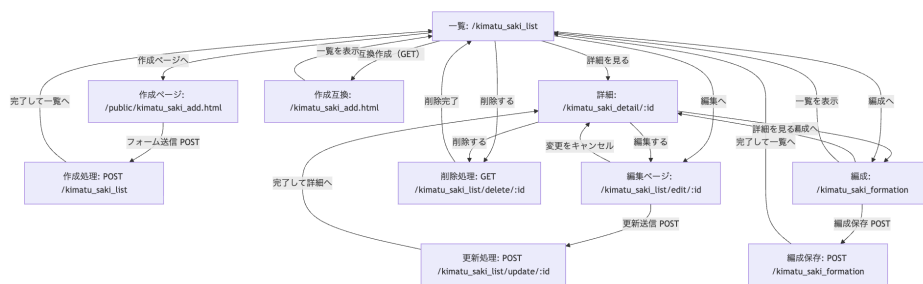 一覧: /kimatu_saki_list
作成ページへ
一覧を表示
互換作成（GET）
詳細を見る
完了して一覧へ
作成ページ:
/public/kimatu_saki_add.html
作成互換:
/kimatu_saki_add.html
削除完了
削除する
詳細:
/kimatu_saki_detail/:id
編集へ
一覧を表示
編成へ
フォーム送信 POST
削除する
変更をキャンセル
編集する
詳細を見る
編成へ
完了して一覧へ
作成処理: POST
/kimatu_saki_list
完了して詳細へ
削除処理: GET
/kimatu_saki_list/delete/:id
編集ページ:
/kimatu_saki_list/edit/:id
編成:
/kimatu_saki_formation
更新送信 POST
編成保存 POST
更新処理: POST
/kimatu_saki_list/update/:id
編成保存: POST
/kimatu_saki_formation